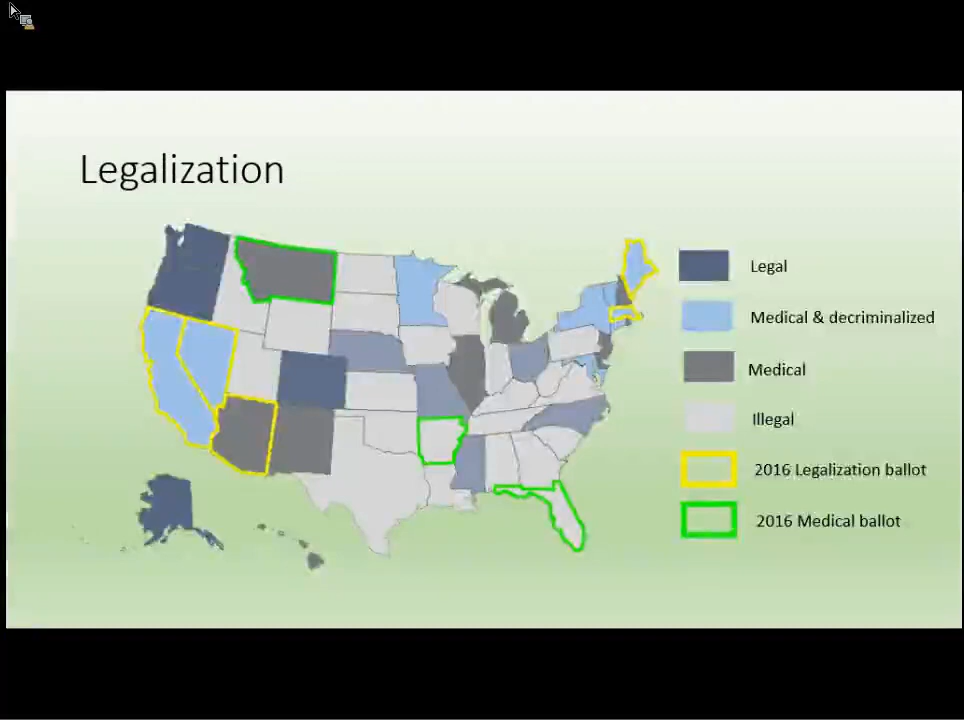 Legalization
Legal
Medical & decriminalized
Medical
Illegal
2016 Legalization ballot
2016 Medical ballot